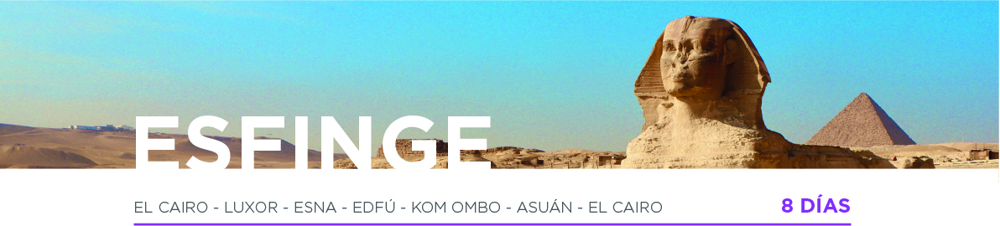 ESFINGE
EL CAIRO - LUXOR - ESNA - EDFÚ - KOM OMBO - ASUÁN - EL CAIRO
8 DÍAS